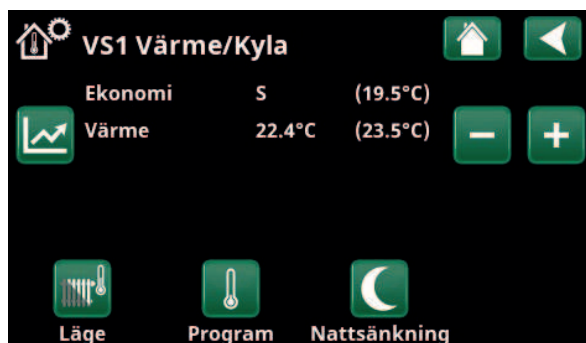 VS1 Värme/Kyla
Ekonomi S (19.5°C)
Värme 22.4°C (23.5°C)
Läge Program Nattsänkning